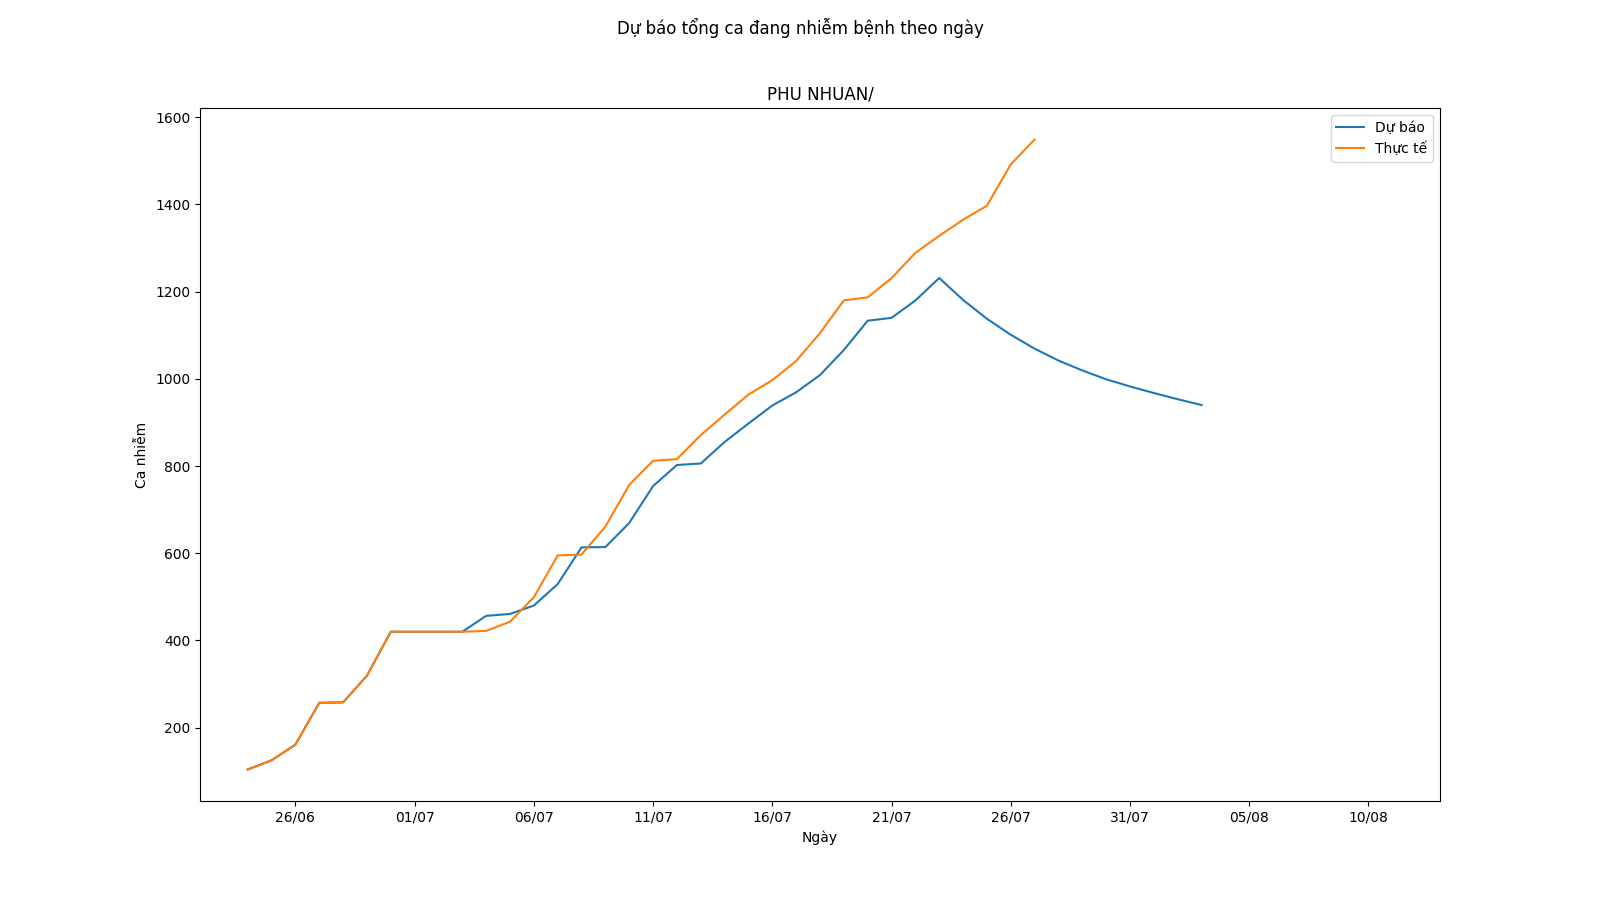 Dự báo tổng ca đang nhiễm bệnh theo ngày
PHU NHUAN/
1600
1400
1200
1000
800
600
400
200
Ca nhiễm
Dự báo
Thực tế
26/06 01/07 06/07 11/07 16/07 21/07 26/07 31/07 05/08 10/08
Ngày